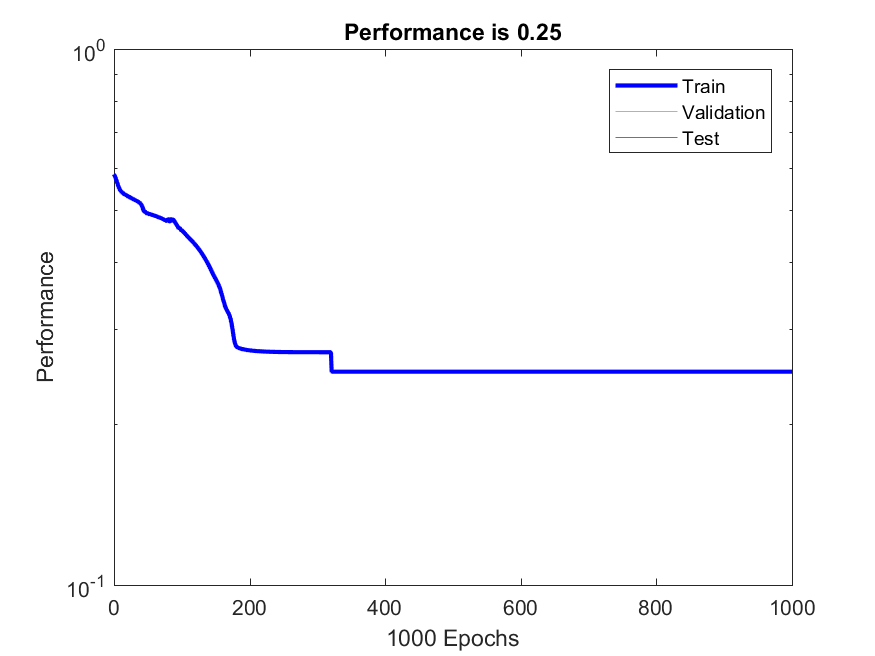 Performance is 0.25
10^0
Train
Validation
Test
Performance
10^-1
0 200 400 600 800 1000
1000 Epochs